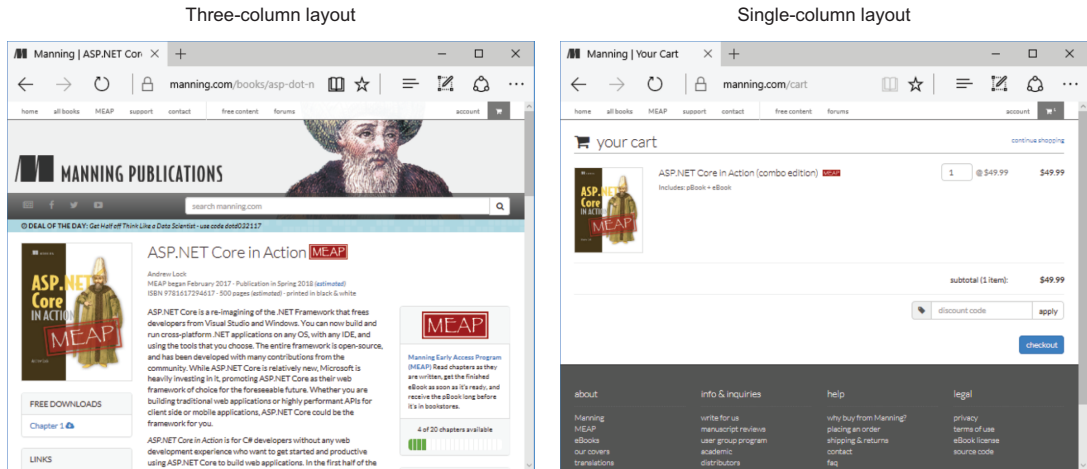 Three-column layout
Manning | ASP.NET Cor
manning.com/books/asp-dot-n
home all books MEAP support contact free content forums account
MANNING PUBLICATIONS
search manning.com
DEAL OF THE DAY: Get Half off Think Like a Data Scientist - use code dotd032117
ASP.NET
Core
IN ACTION
MEAP
FREE DOWNLOADS
Chapter 1
LINKS
ASP.NET Core in Action MEAP
Andrew Lock
MEAP began February 2017 - Publication in Spring 2018 (estimated)
ISBN 9781617294617 - 500 pages (estimated) - printed in black & white
ASP.NET Core is a re-imagining of the .NET Framework that frees
developers from Visual Studio and Windows. You can now build and
run cross-platform .NET applications on any OS, with any IDE, and
using the tools that you choose. The entire framework is open-source,
and has been developed with many contributions from the
community. While ASP.NET Core is relatively new, Microsoft is
heavily investing in it, promoting ASP.NET Core as their web
framework of choice for the foreseeable future. Whether you are
building traditional web applications or highly performant APIs for
client side or mobile applications, ASP.NET Core could be the
framework for you.
ASP.NET Core in Action is for C# developers without any web
development experience who want to get started and productive
using ASP.NET Core to build web applications. In the first half of the
MEAP
Manning Early Access Program
(MEAP) Read chapters as they
are written, get the finished
eBook as soon as it's ready, and
receive the pBook long before
it's in bookstores.
4 of 20 chapters available
Single-column layout
Manning | Your Cart
manning.com/cart
home all books MEAP support contact free content forums account 1
your cart
continue shopping
ASP.NET
Core
IN ACTION
MEAP
ASP.NET Core in Action (combo edition) MEAP
Includes: pBook + eBook
1 @ $49.99 $49.99
subtotal (1 item): $49.99
discount code apply
checkout
about info & inquiries help legal
Manning write for us why buy from Manning? privacy
MEAP manuscript reviews placing an order terms of use
eBooks user group program shipping & returns eBook license
our covers academic contact source code
translations distributors faq